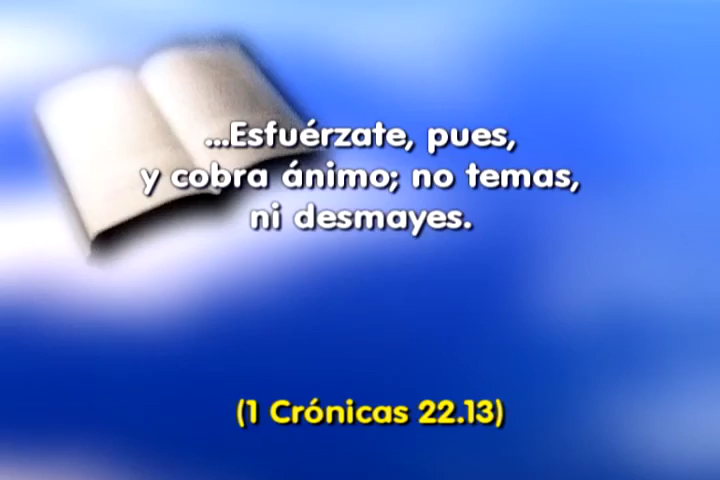 ...Esfuérzate, pues,
y cobra ánimo; no temas,
ni desmayes.
(1 Crónicas 22.13)